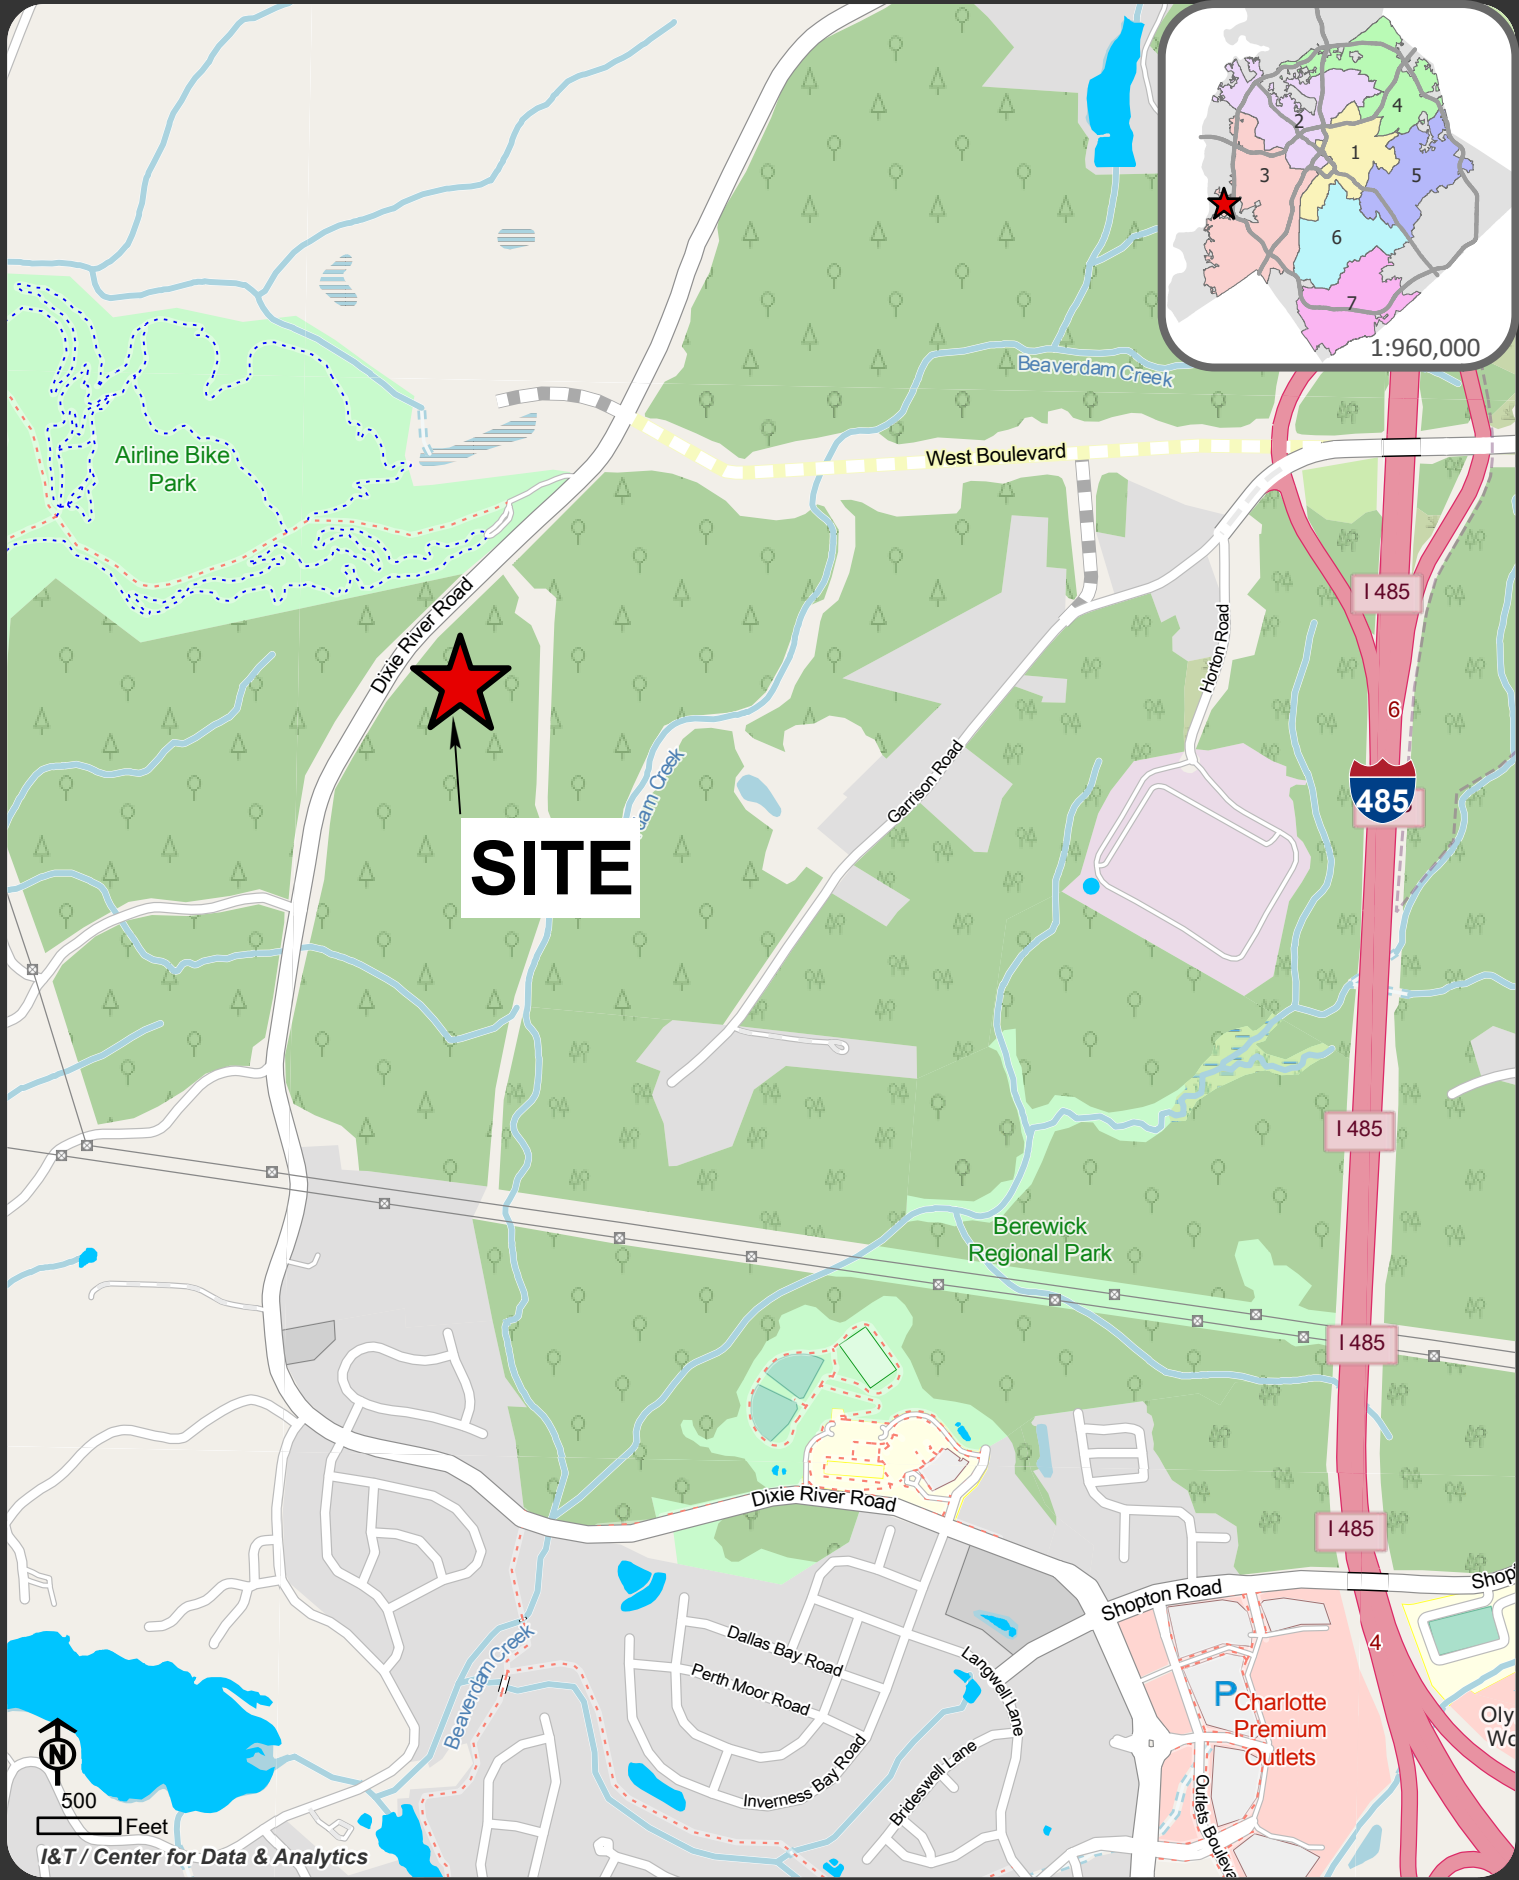 4
2
1
3
5
6
7
1:960,000
Beaverdam Creek
Airline Bike
Park
West Boulevard
Dixie River Road
I 485
Horton Road
6
Garrison Road
dam Creek
485
SITE
I 485
Berewick
Regional Park
I 485
Dixie River Road
I 485
Shopton Road
Shop
4
Dallas Bay Road
Perth Moor Road
Langwell Lane
Beaverdam Creek
P
Charlotte
Premium
Outlets
Oly
Wo
Inverness Bay Road
Brideswell Lane
Outlets Bouleva
N
500
Feet
I&T / Center for Data & Analytics